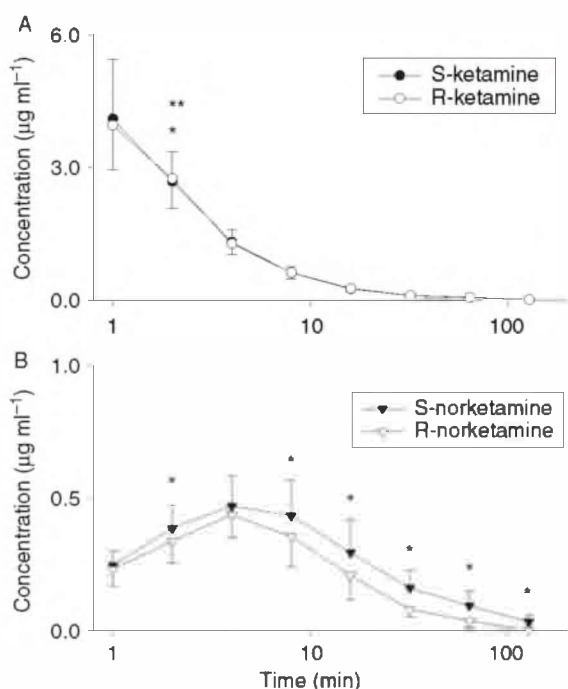 A
6.0
3.0
0.0
Concentration (µg ml⁻¹)
S-ketamine
R-ketamine
**
*
1
10
100
B
1.0
0.5
0.0
Concentration (µg ml⁻¹)
S-norketamine
R-norketamine
*
*
*
*
*
*
1
10
100
Time (min)